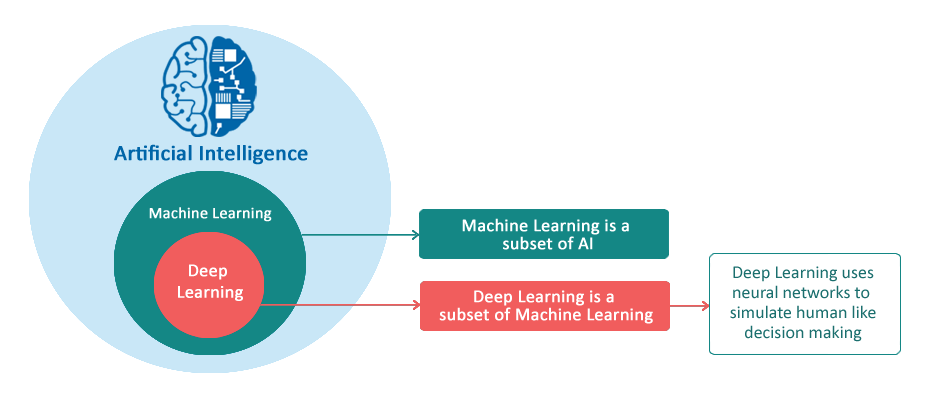 Artificial Intelligence
Machine Learning
Deep
Learning
Machine Learning is a
subset of AI
Deep Learning is a
subset of Machine Learning
Deep Learning uses
neural networks to
simulate human like
decision making